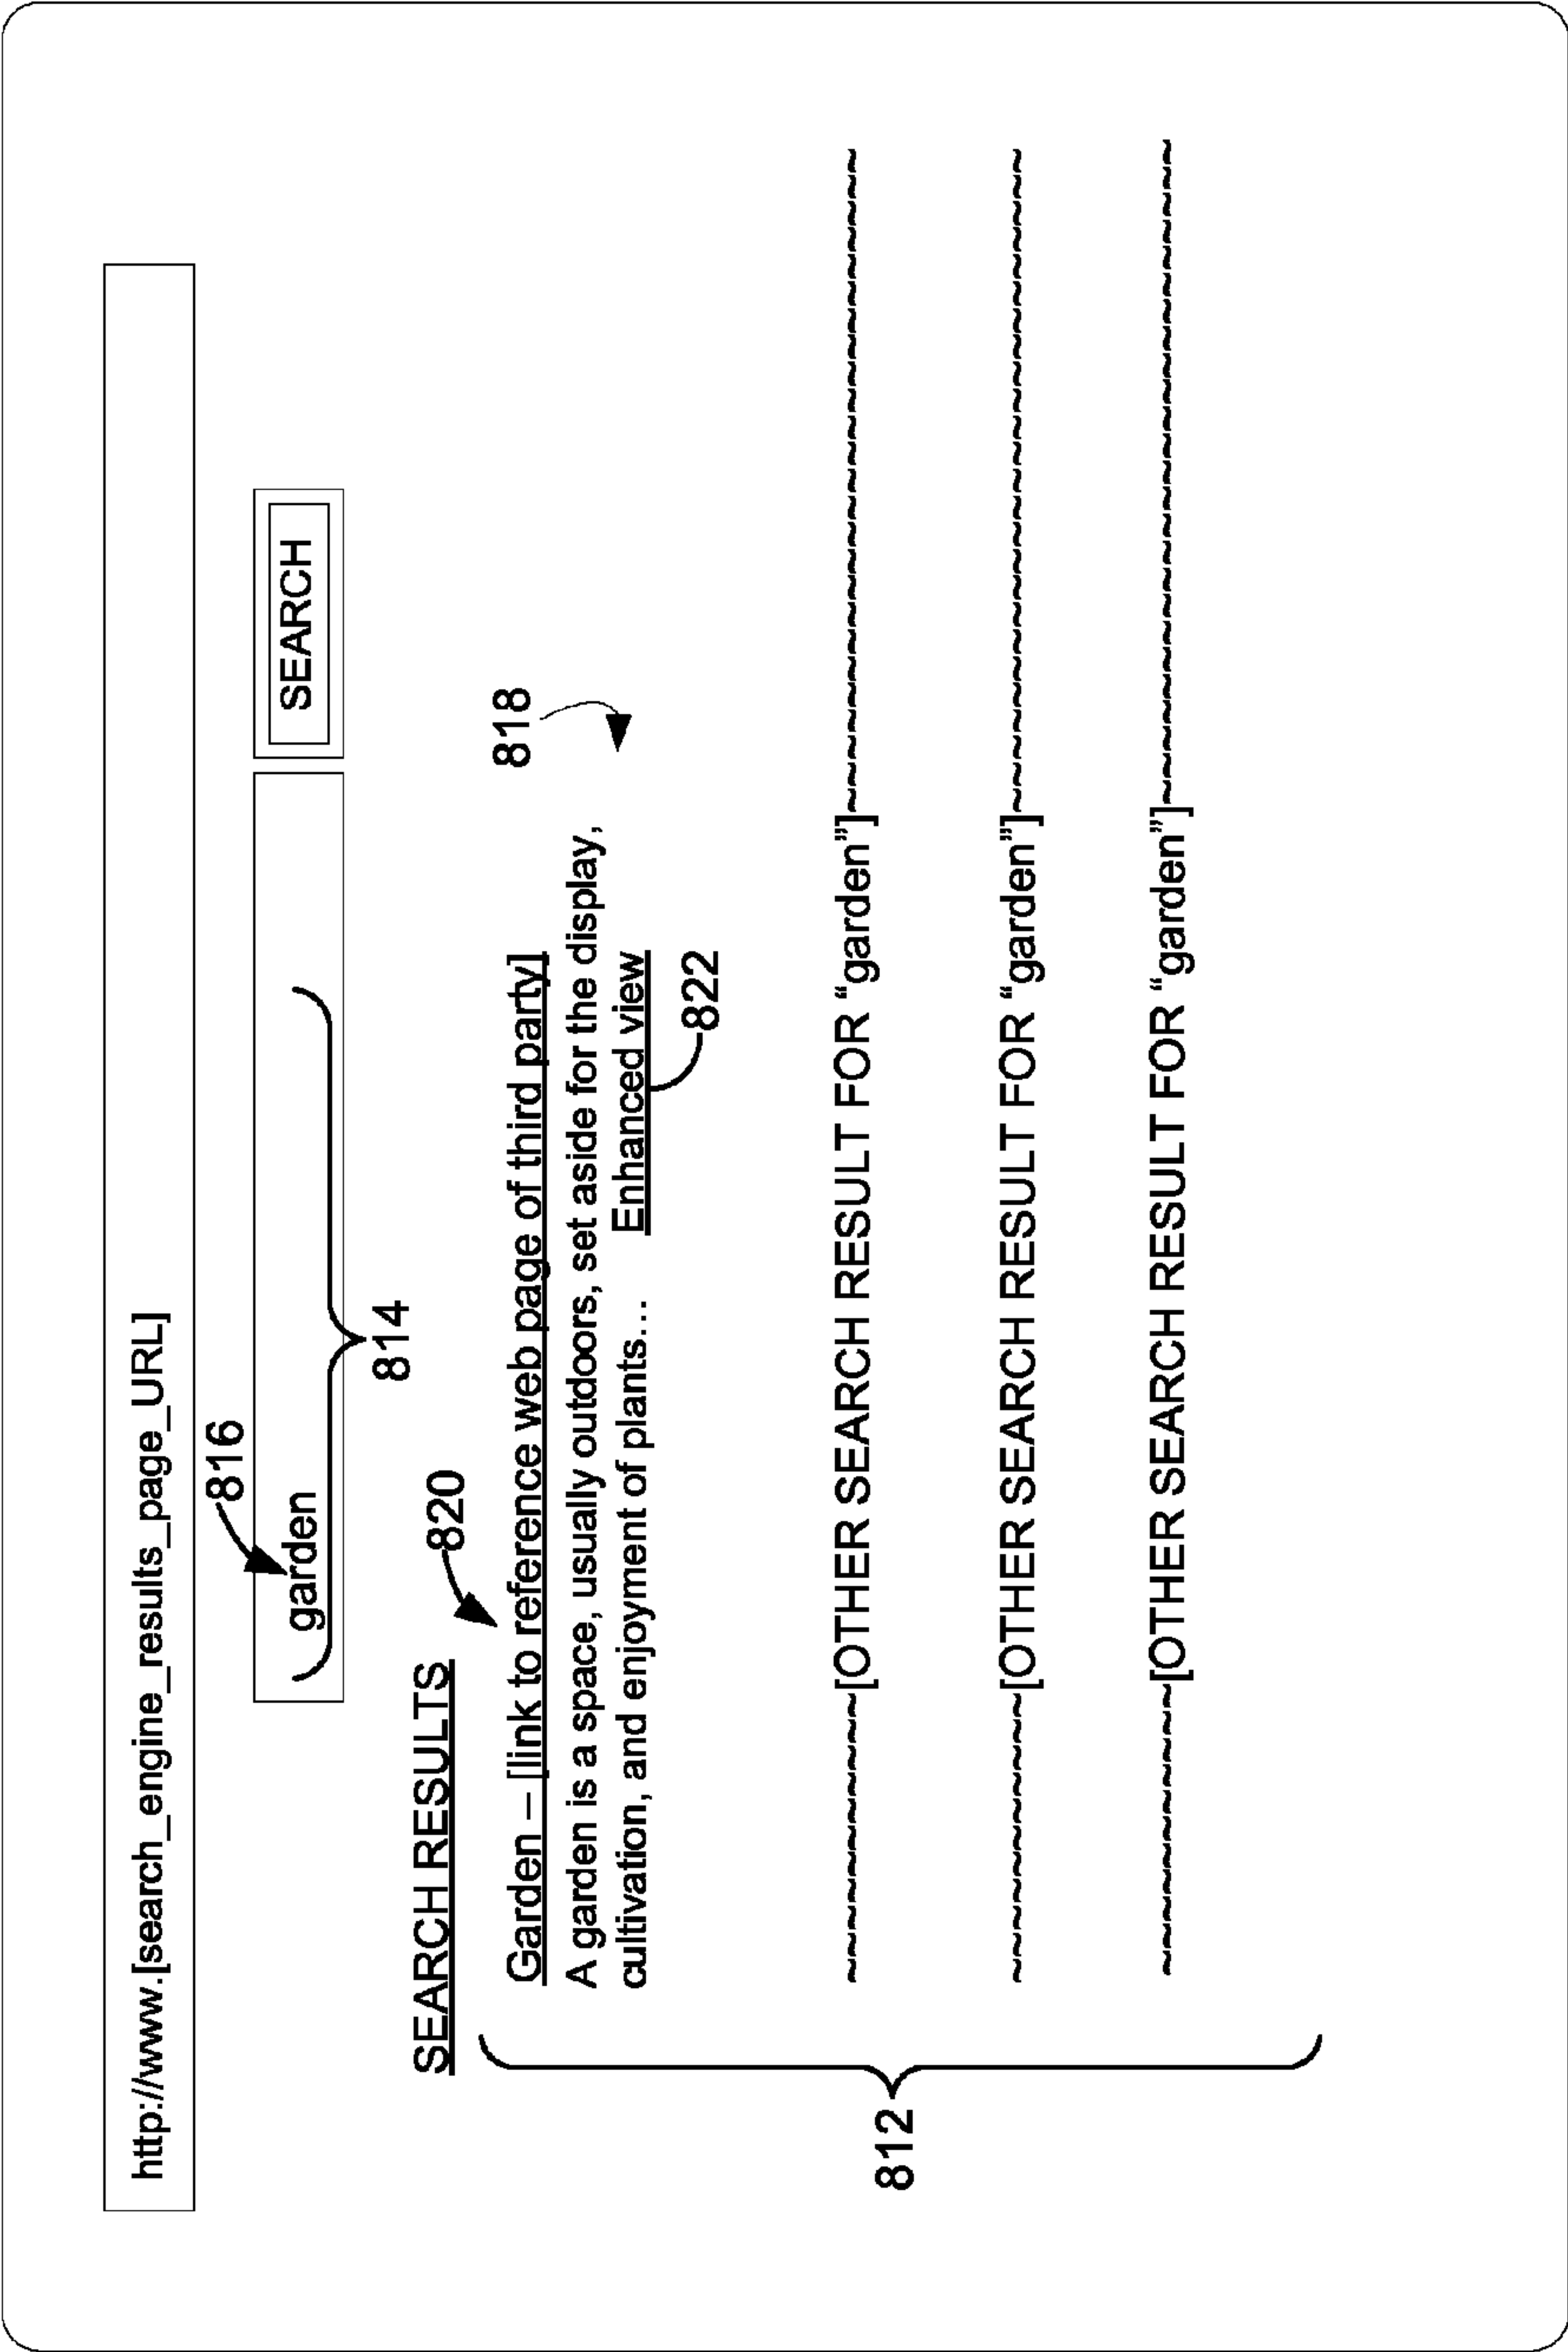 http://www.[search_engine_results_page_URL]
816
garden
SEARCH
814
820
SEARCH RESULTS
818
Garden – [link to reference web page of third party]
A garden is a space, usually outdoors, set aside for the display,
cultivation, and enjoyment of plants... Enhanced view
822
812
~~~~~~~~~~~[OTHER SEARCH RESULT FOR “garden”]~~~~~~~~~~~~~~~~~~~~~~~~~
~~~~~~~~~~~[OTHER SEARCH RESULT FOR “garden”]~~~~~~~~~~~~~~~~~~~~~~~~~
~~~~~~~~~~~[OTHER SEARCH RESULT FOR “garden”]~~~~~~~~~~~~~~~~~~~~~~~~~